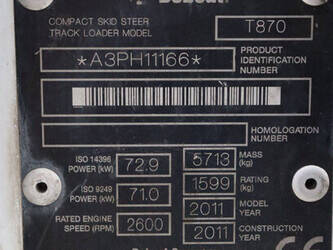 Bobcat
COMPACT SKID STEER
TRACK LOADER MODEL
T870
*A3PH11166*
PRODUCT
IDENTIFICATION
NUMBER
HOMOLOGATION NUMBER
ISO 14396
POWER (kW)
72.9
5713
MASS
(kg)
ISO 9249
POWER (kW)
71.0
1599
RATING
(kg)
RATED ENGINE
SPEED (RPM)
2600
2011
MODEL
YEAR
2011
CONSTRUCTION
YEAR